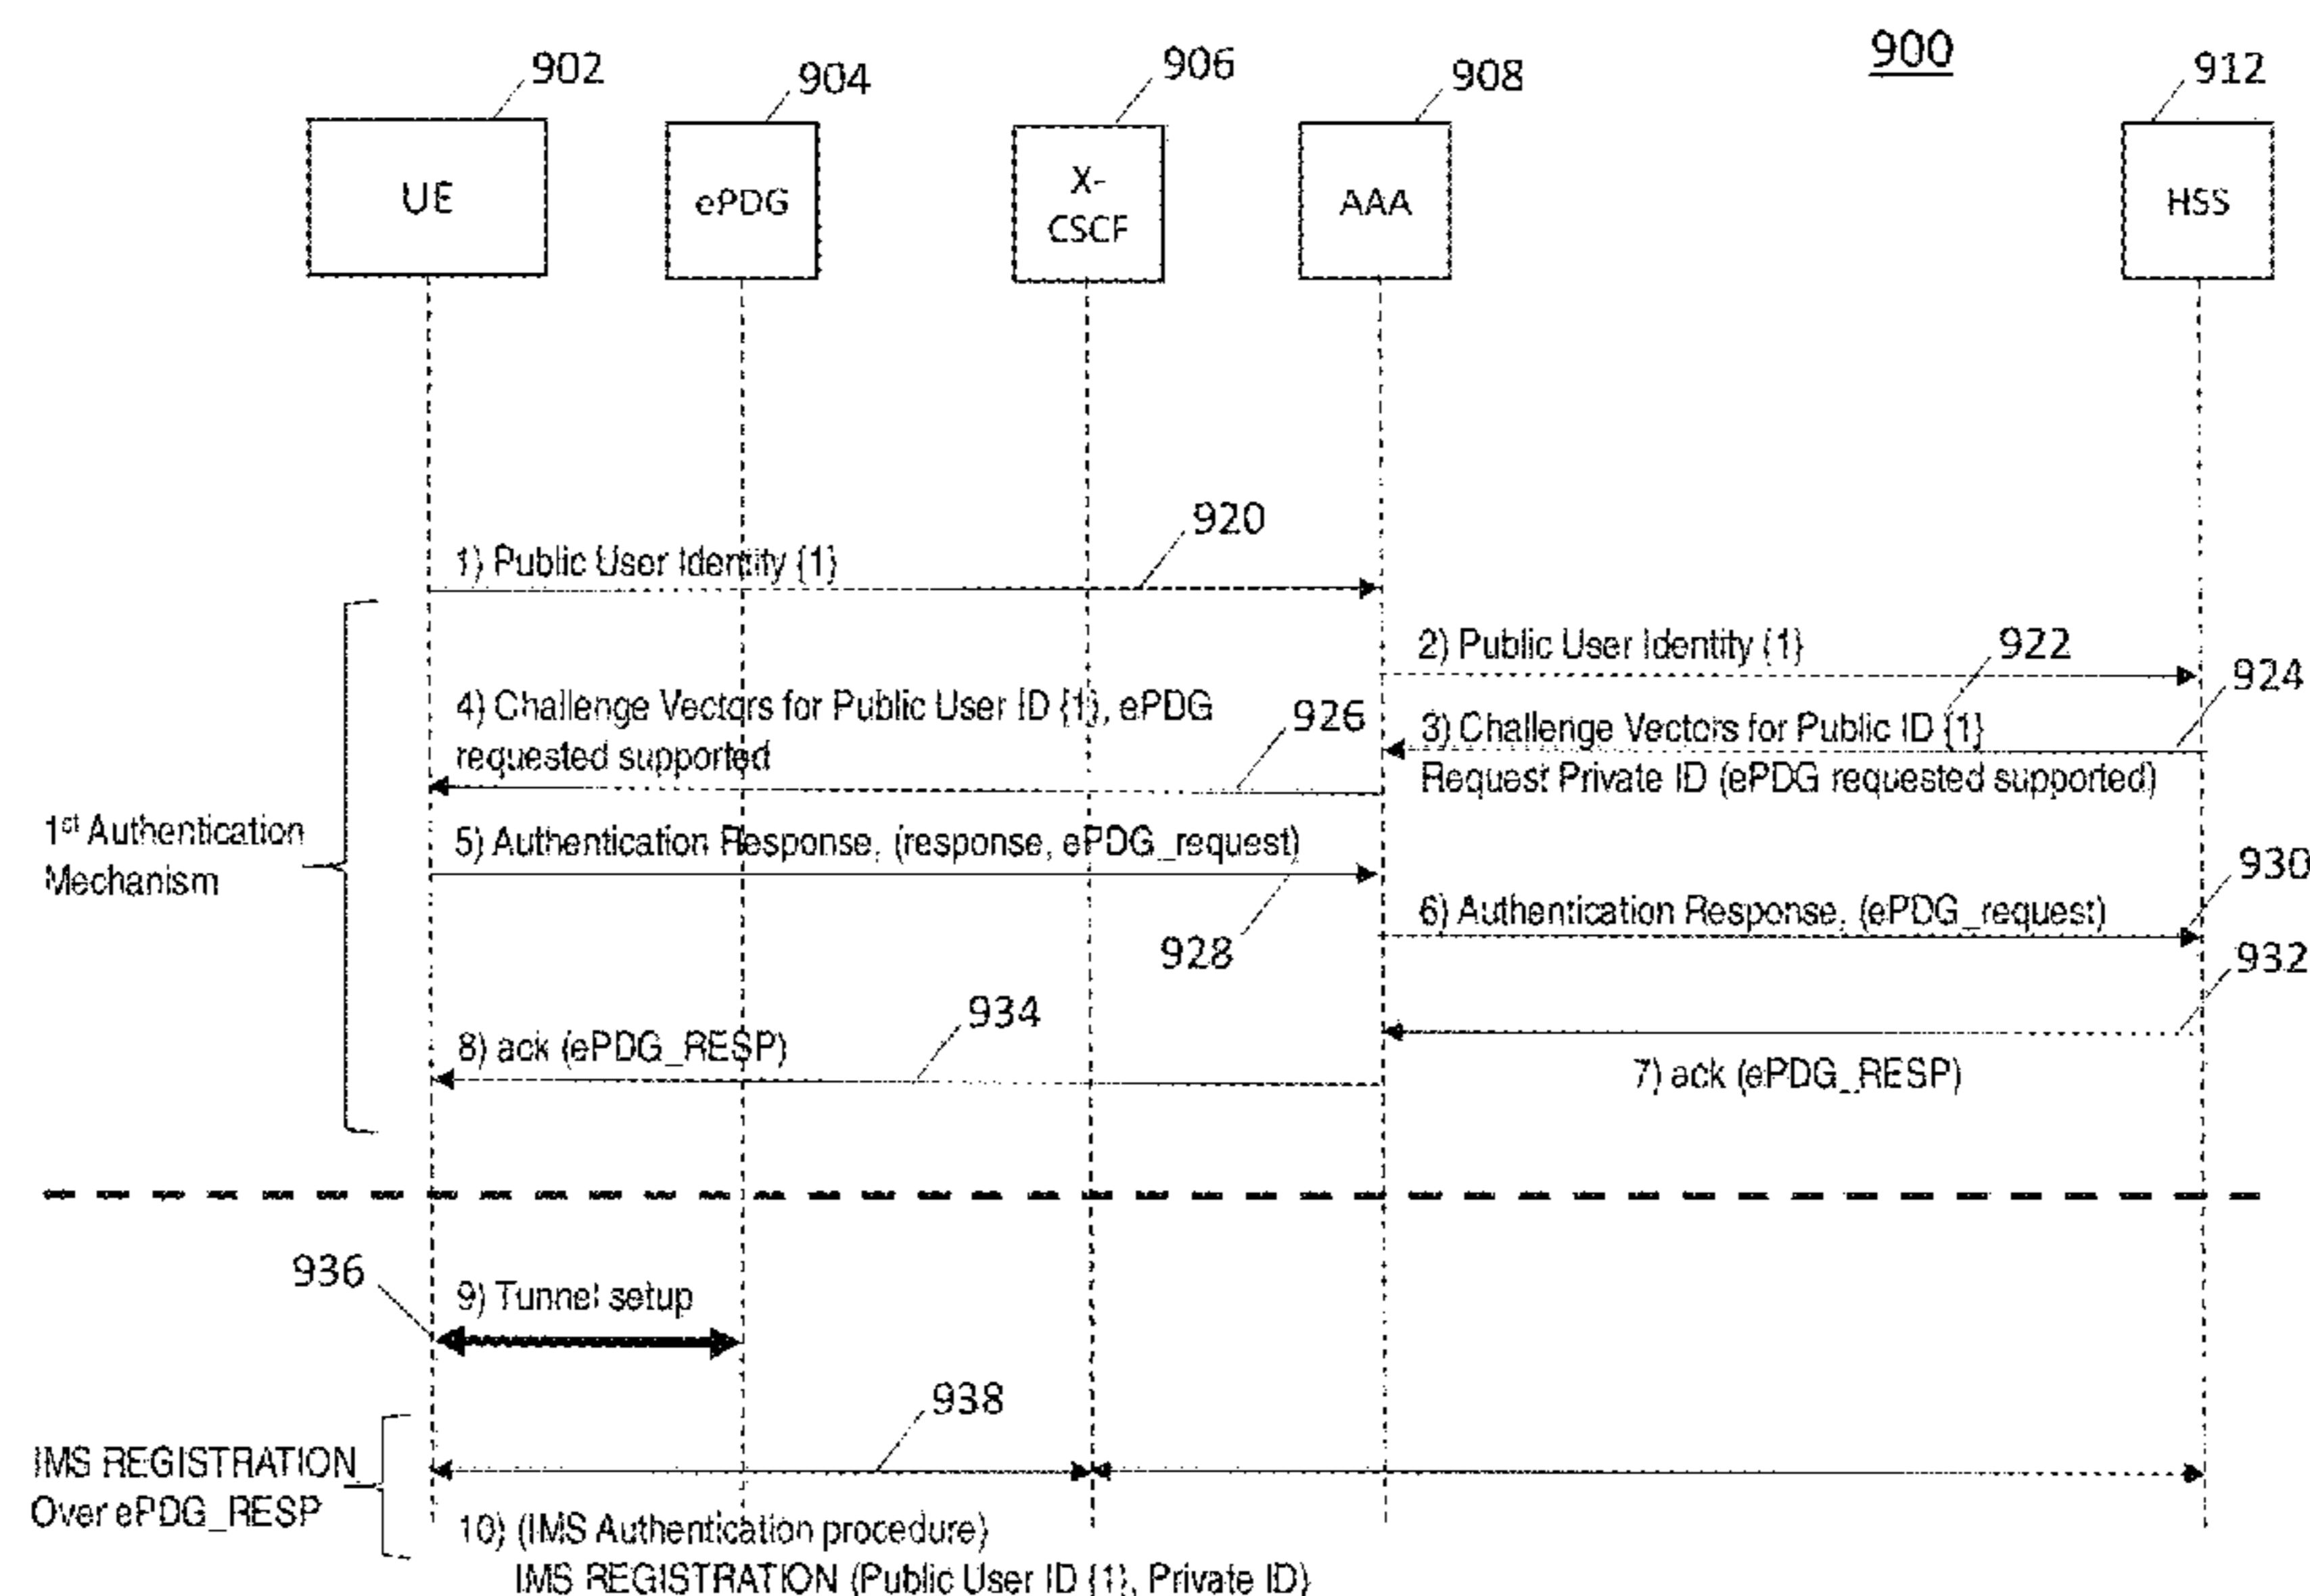 900
902
904
906
908
912
UE
ePDG
X-
CSCF
AAA
HSS
920
1) Public User Identity {1}
2) Public User Identity {1}
922
924
4) Challenge Vectors for Public User ID {1}, ePDG
requested supported
926
3) Challenge Vectors for Public ID {1}
Request Private ID (ePDG requested supported)
1st Authentication
Mechanism
5) Authentication Response, (response, ePDG_request)
928
930
6) Authentication Response, (ePDG_request)
932
934
8) ack (ePDG_RESP)
7) ack (ePDG_RESP)
936
9) Tunnel setup
938
IMS REGISTRATION
Over ePDG_RESP
10) (IMS Authentication procedure)
IMS REGISTRATION (Public User ID {1}, Private ID)